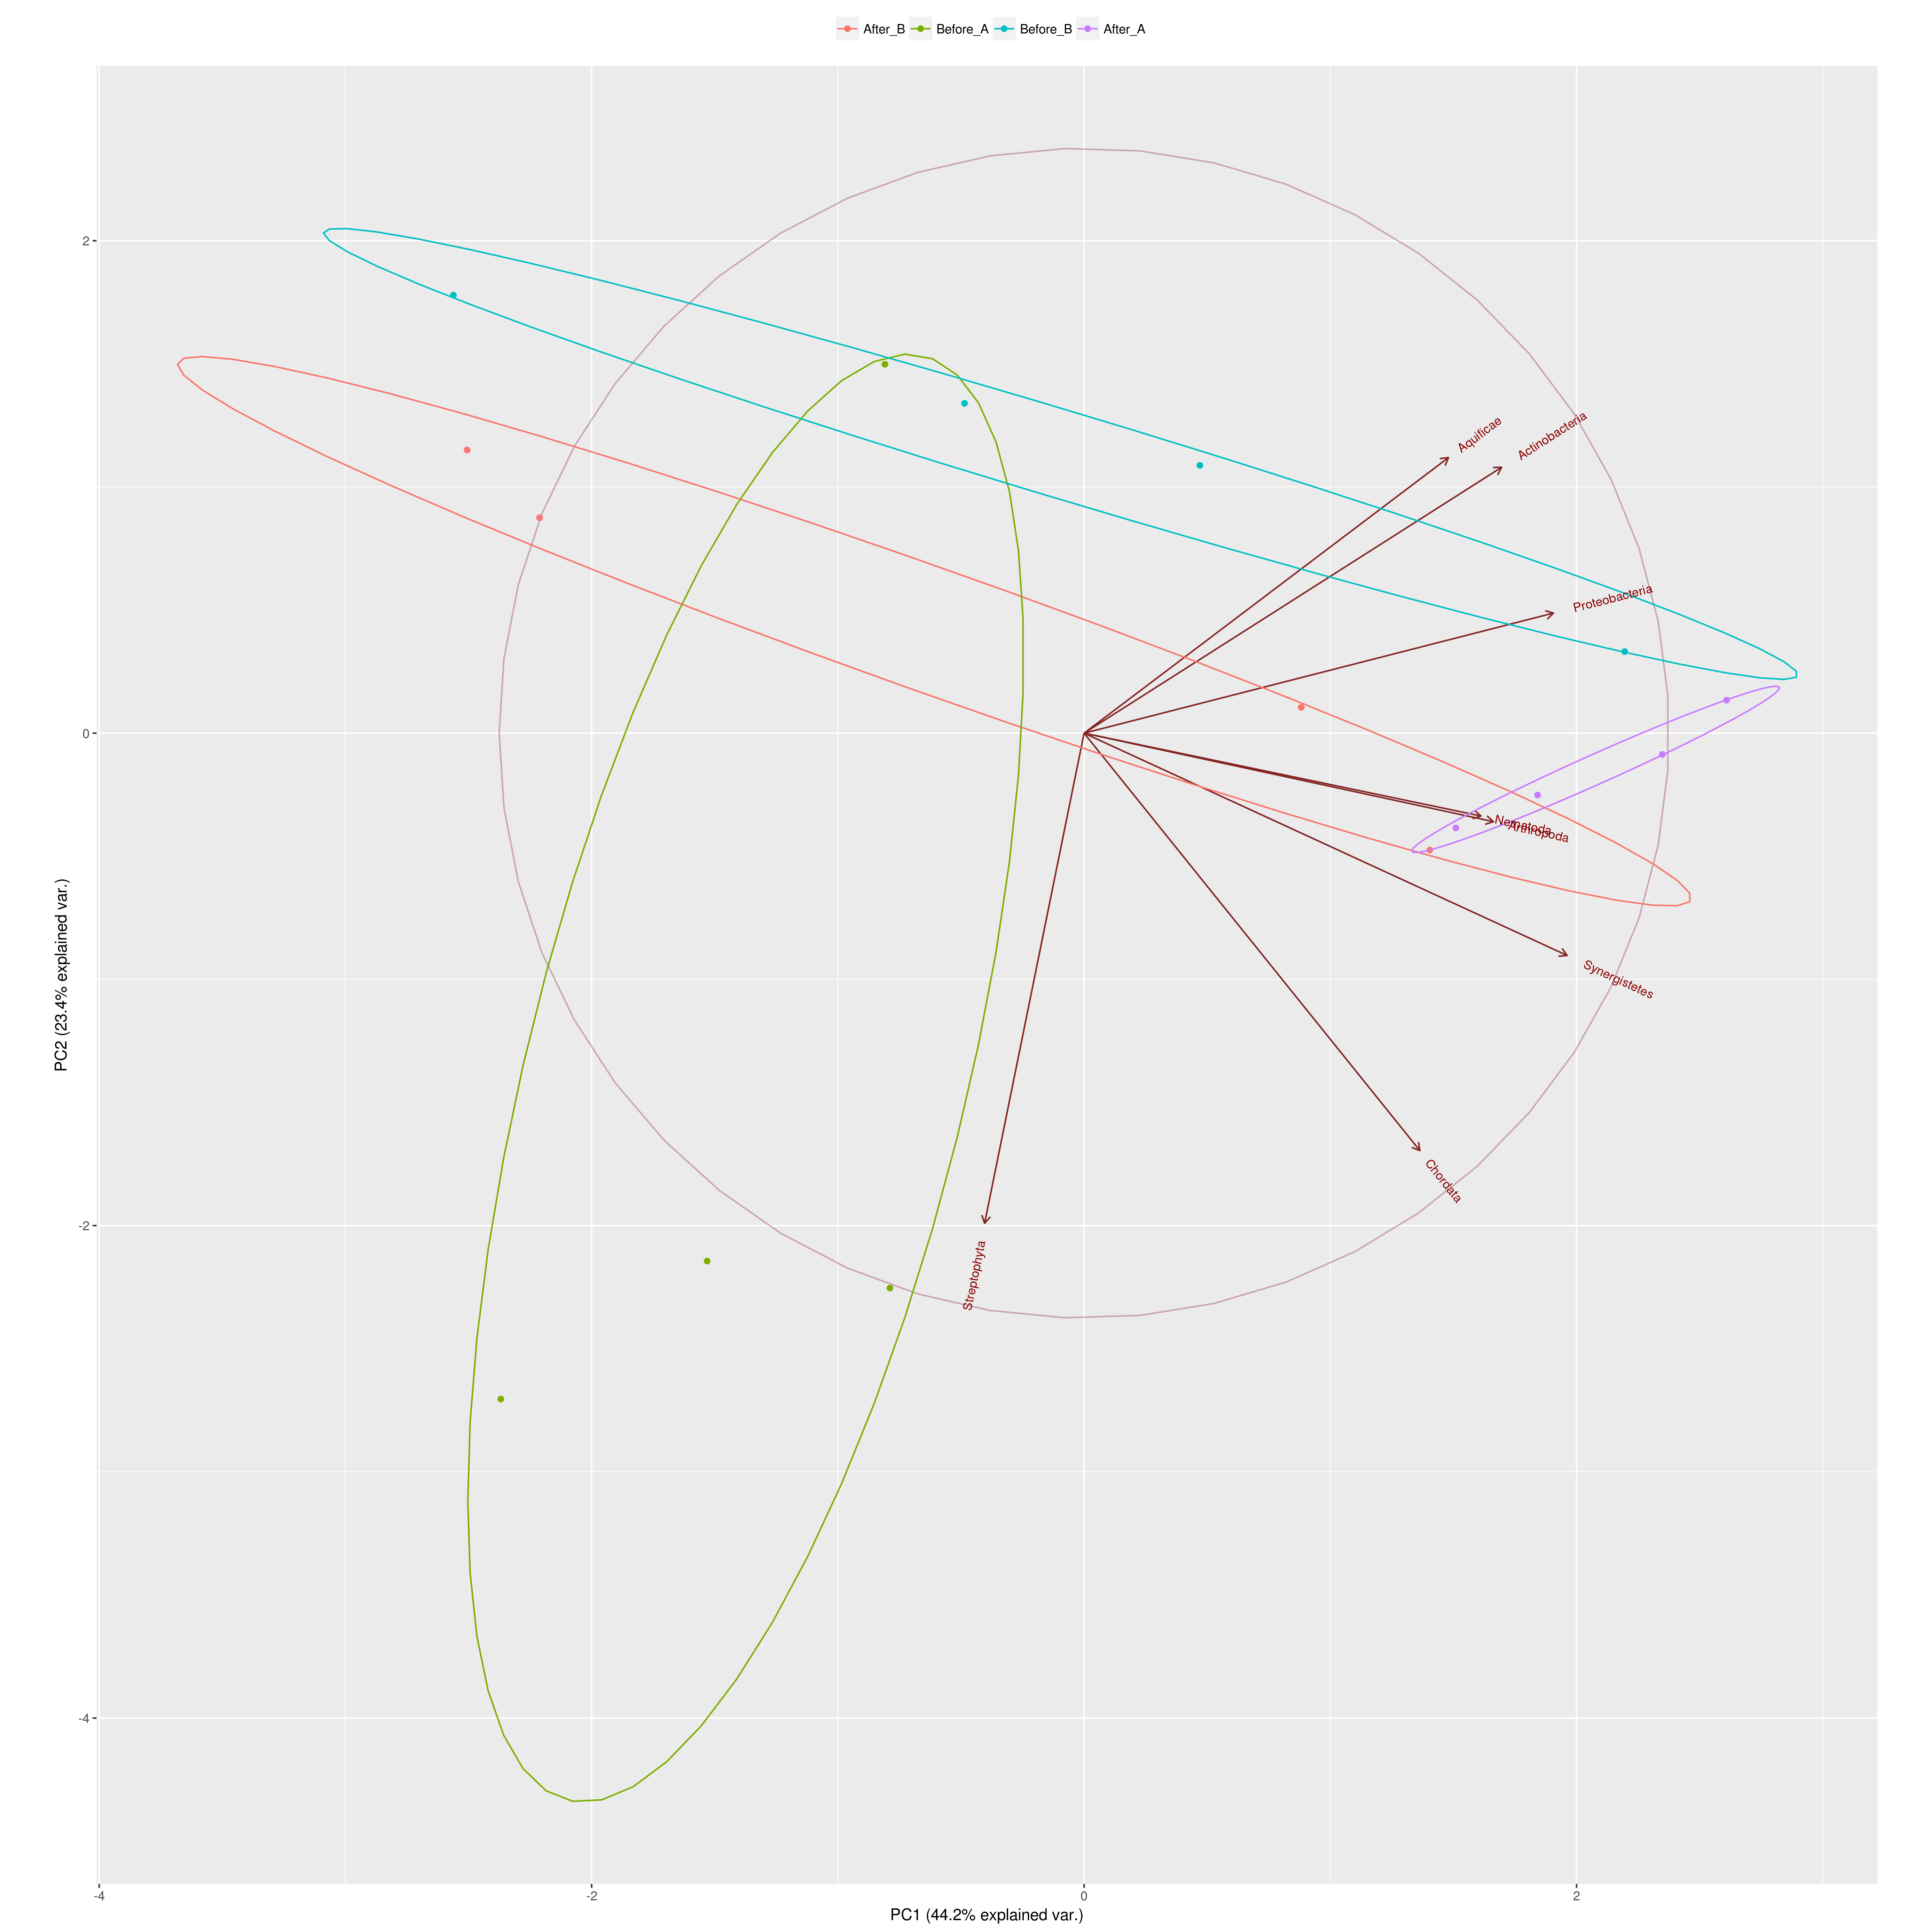 After_B Before_A Before_B After_A
2
Aquificae
Actinobacteria
Proteobacteria
0
Nematoda
Arthropoda
PC2 (23.4% explained var.)
Synergistetes
Chordata
-2
Streptophyta
-4
-4 -2 0 2
PC1 (44.2% explained var.)